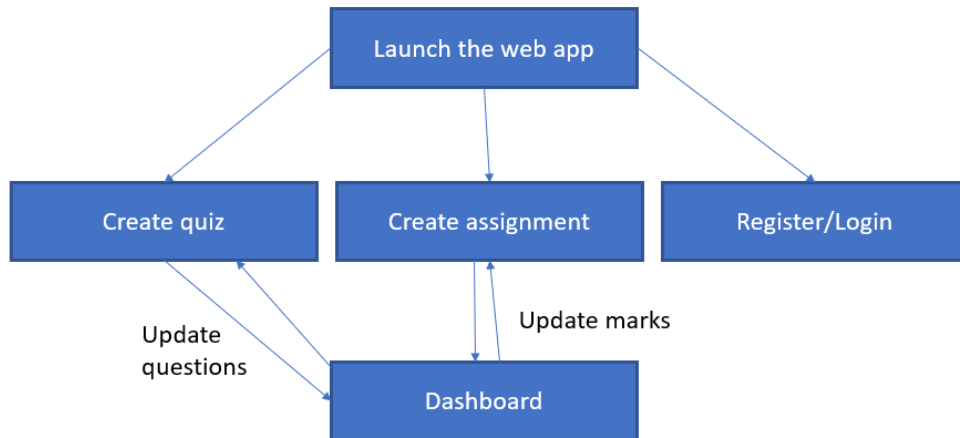 Launch the web app
Create quiz
Create assignment
Register/Login
Update
questions
Update marks
Dashboard